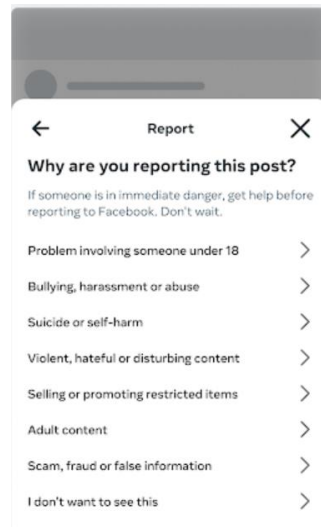 Report
Why are you reporting this post?
If someone is in immediate danger, get help before
reporting to Facebook. Don't wait.
Problem involving someone under 18
Bullying, harassment or abuse
Suicide or self-harm
Violent, hateful or disturbing content
Selling or promoting restricted items
Adult content
Scam, fraud or false information
I don't want to see this